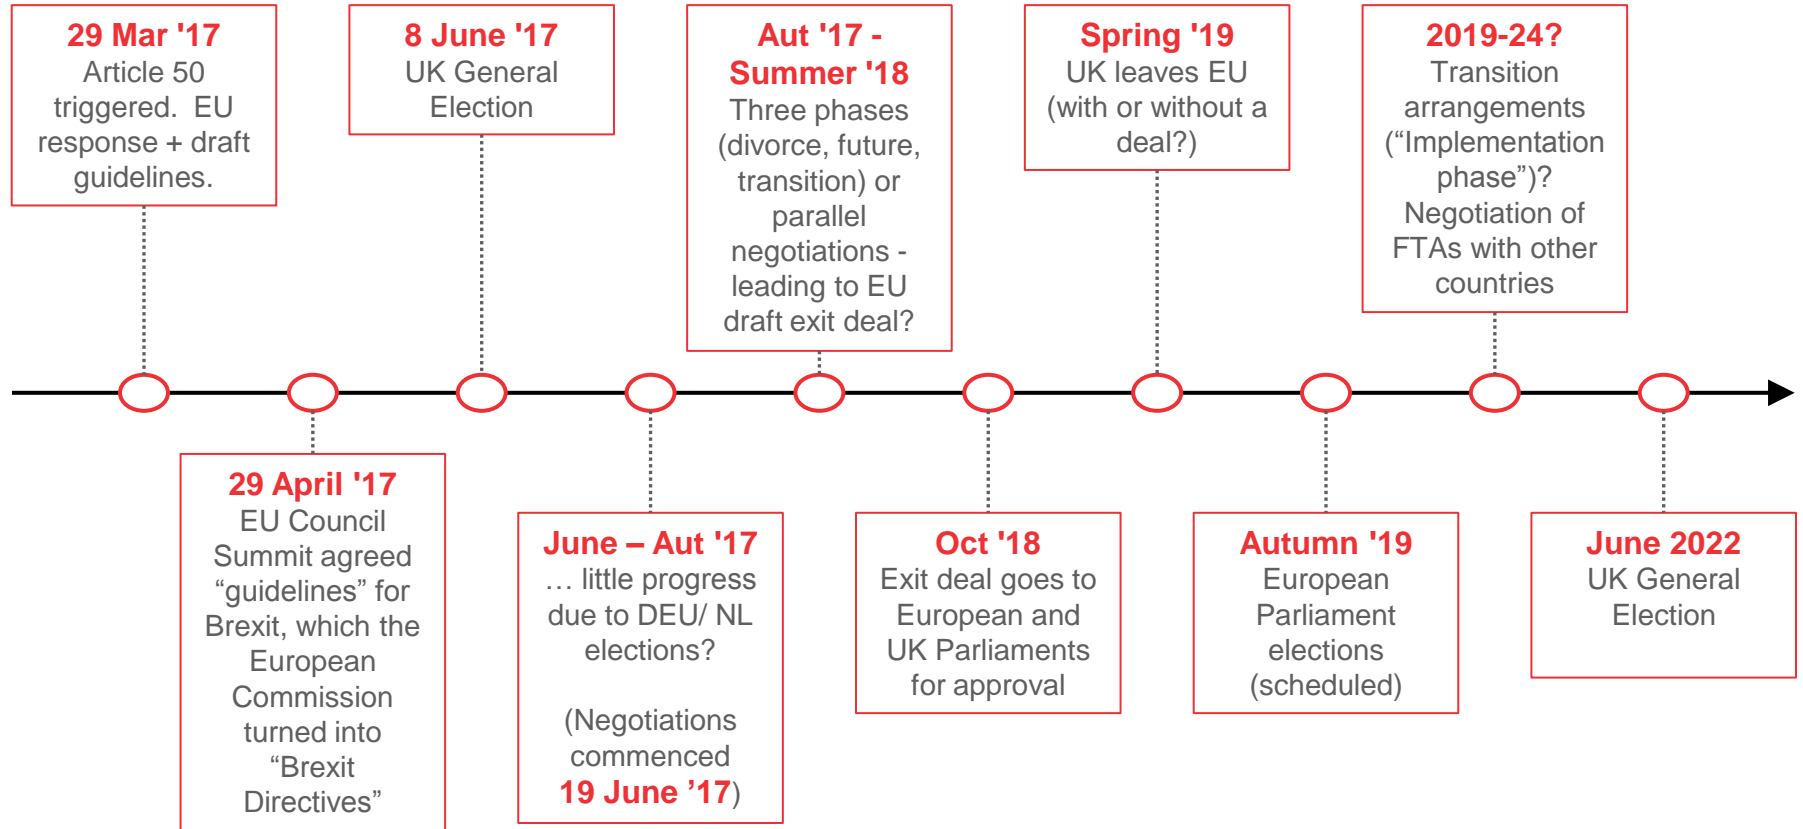 29 Mar '17
Article 50
triggered.  EU
response + draft
guidelines.
29 April '17
EU Council
Summit agreed
“guidelines” for
Brexit, which the
European
Commission
turned into
“Brexit
Directives”
8 June '17
UK General
Election
June – Aut '17
… little progress
due to DEU/ NL
elections?
(Negotiations
commenced
19 June ’17)
Aut '17 -
Summer '18
Three phases
(divorce, future,
transition) or
parallel
negotiations -
leading to EU
draft exit deal?
Oct '18
Exit deal goes to
European and
UK Parliaments
for approval
Spring '19
UK leaves EU
(with or without a
deal?)
Autumn '19
European
Parliament
elections
(scheduled)
2019-24?
Transition
arrangements
(“Implementation
phase”)?
Negotiation of
FTAs with other
countries
June 2022
UK General
Election